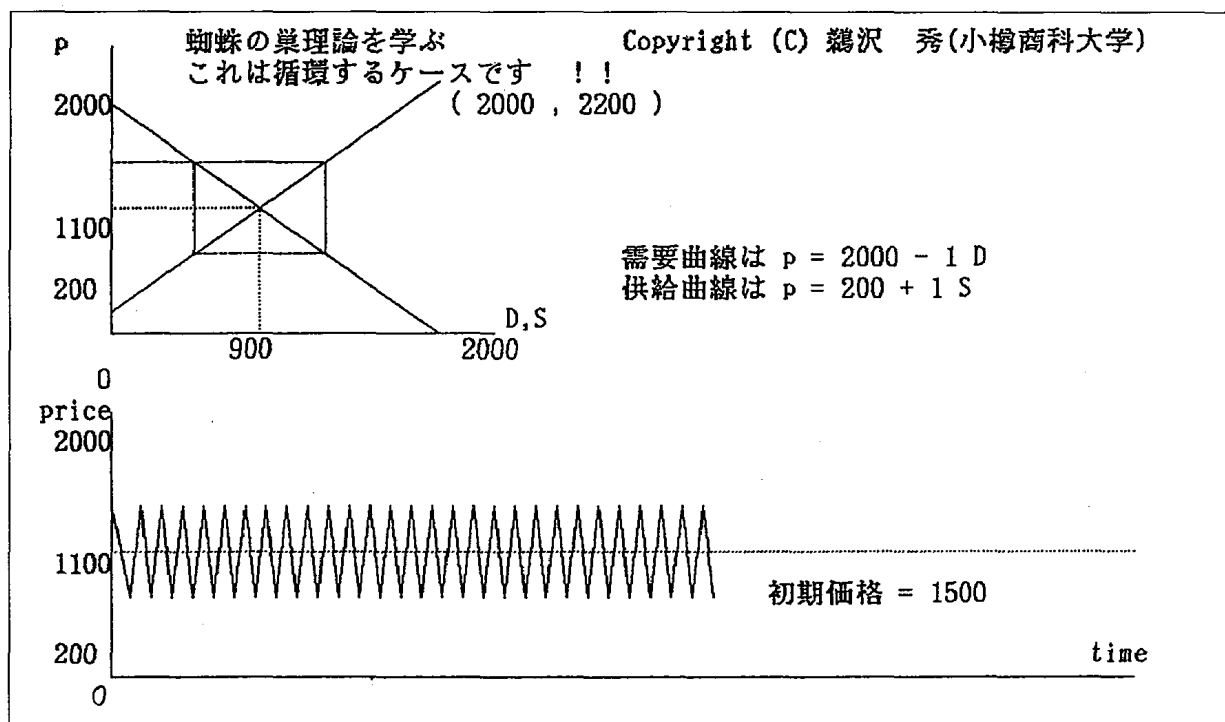 p 蜘蛛の巣理論を学ぶ Copyright (C) 鵜沢 秀(小樽商科大学)
これは循環するケースです !!
2000 ( 2000 , 2200 )
1100
需要曲線は p = 2000 - 1 D
200 供給曲線は p = 200 + 1 S
D,S
900 2000
0
price
2000
1100
初期価格 = 1500
200 time
0